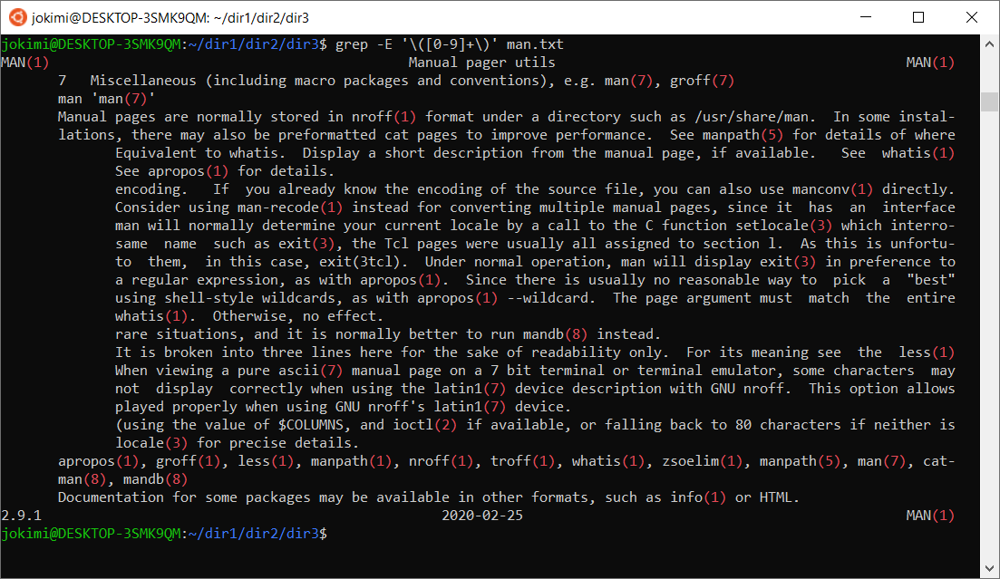 jokimi@DESKTOP-3SMK9QM: ~/dir1/dir2/dir3
jokimi@DESKTOP-3SMK9QM:~/dir1/dir2/dir3$ grep -E '\([0-9]+\)' man.txt
MAN(1)                                            Manual pager utils                                           MAN(1)
       7   Miscellaneous (including macro packages and conventions), e.g. man(7), groff(7)
       man 'man(7)'
       Manual pages are normally stored in nroff(1) format under a directory such as /usr/share/man.  In some instal-
       lations, there may also be preformatted cat pages to improve performance.  See manpath(5) for details of where
              Equivalent to whatis.  Display a short description from the manual page, if available.   See  whatis(1)
              See apropos(1) for details.
              encoding.   If  you already know the encoding of the source file, you can also use manconv(1) directly.
              Consider using man-recode(1) instead for converting multiple manual pages, since it  has  an  interface
              man will normally determine your current locale by a call to the C function setlocale(3) which interro-
              same  name  such as exit(3), the Tcl pages were usually all assigned to section l.  As this is unfortu-
              to  them,  in this case, exit(3tcl).  Under normal operation, man will display exit(3) in preference to
              a regular expression, as with apropos(1).  Since there is usually no reasonable way to  pick  a  "best"
              using shell-style wildcards, as with apropos(1) --wildcard.  The page argument must  match  the  entire
              whatis(1).  Otherwise, no effect.
              rare situations, and it is normally better to run mandb(8) instead.
              It is broken into three lines here for the sake of readability only.  For its meaning see  the  less(1)
              When viewing a pure ascii(7) manual page on a 7 bit terminal or terminal emulator, some characters  may
              not  display  correctly when using the latin1(7) device description with GNU nroff.  This option allows
              played properly when using GNU nroff's latin1(7) device.
              (using the value of $COLUMNS, and ioctl(2) if available, or falling back to 80 characters if neither is
              locale(3) for precise details.
       apropos(1), groff(1), less(1), manpath(1), nroff(1), troff(1), whatis(1), zsoelim(1), manpath(5), man(7), cat-
       man(8), mandb(8)
       Documentation for some packages may be available in other formats, such as info(1) or HTML.
2.9.1                                                 2020-02-25                                               MAN(1)
jokimi@DESKTOP-3SMK9QM:~/dir1/dir2/dir3$